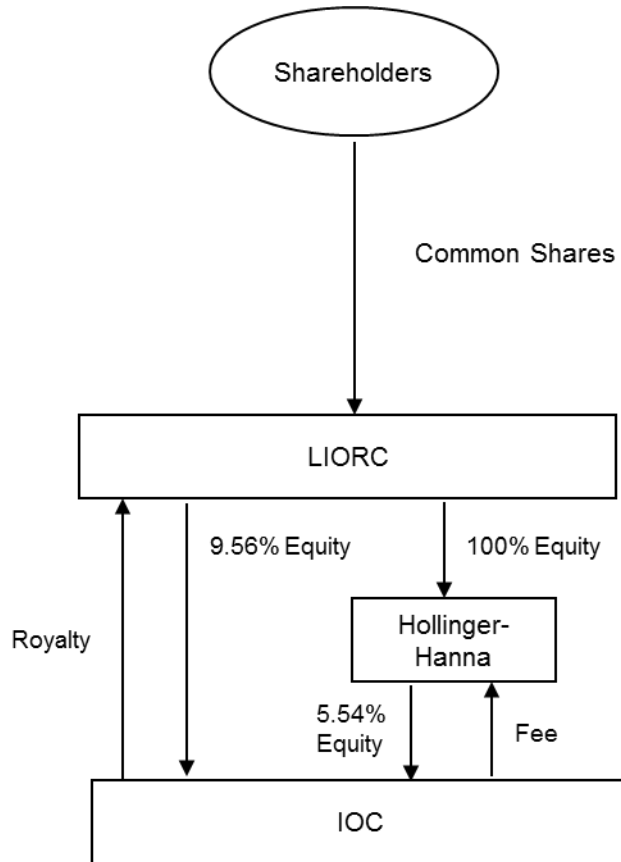 Shareholders
Common Shares
LIORC
9.56% Equity
100% Equity
Royalty
Hollinger-
Hanna
5.54%
Equity
Fee
IOC